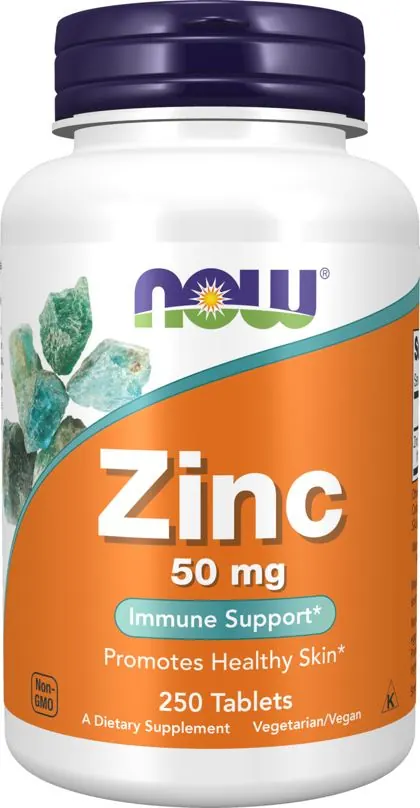 NOW®
Zinc
50 mg
Immune Support*
Promotes Healthy Skin*
250 Tablets
Non-
GMO
A Dietary Supplement Vegetarian/Vegan
K